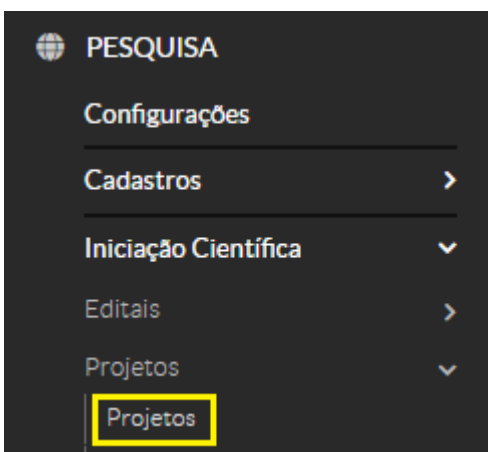 PESQUISA
Configurações
Cadastros
Iniciação Científica
Editais
Projetos
Projetos